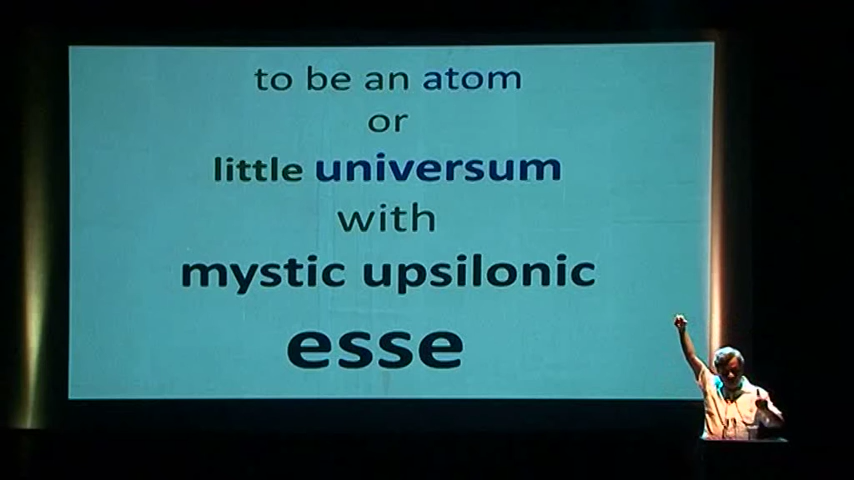 to be an atom
or
little universum
with
mystic upsilonic
esse